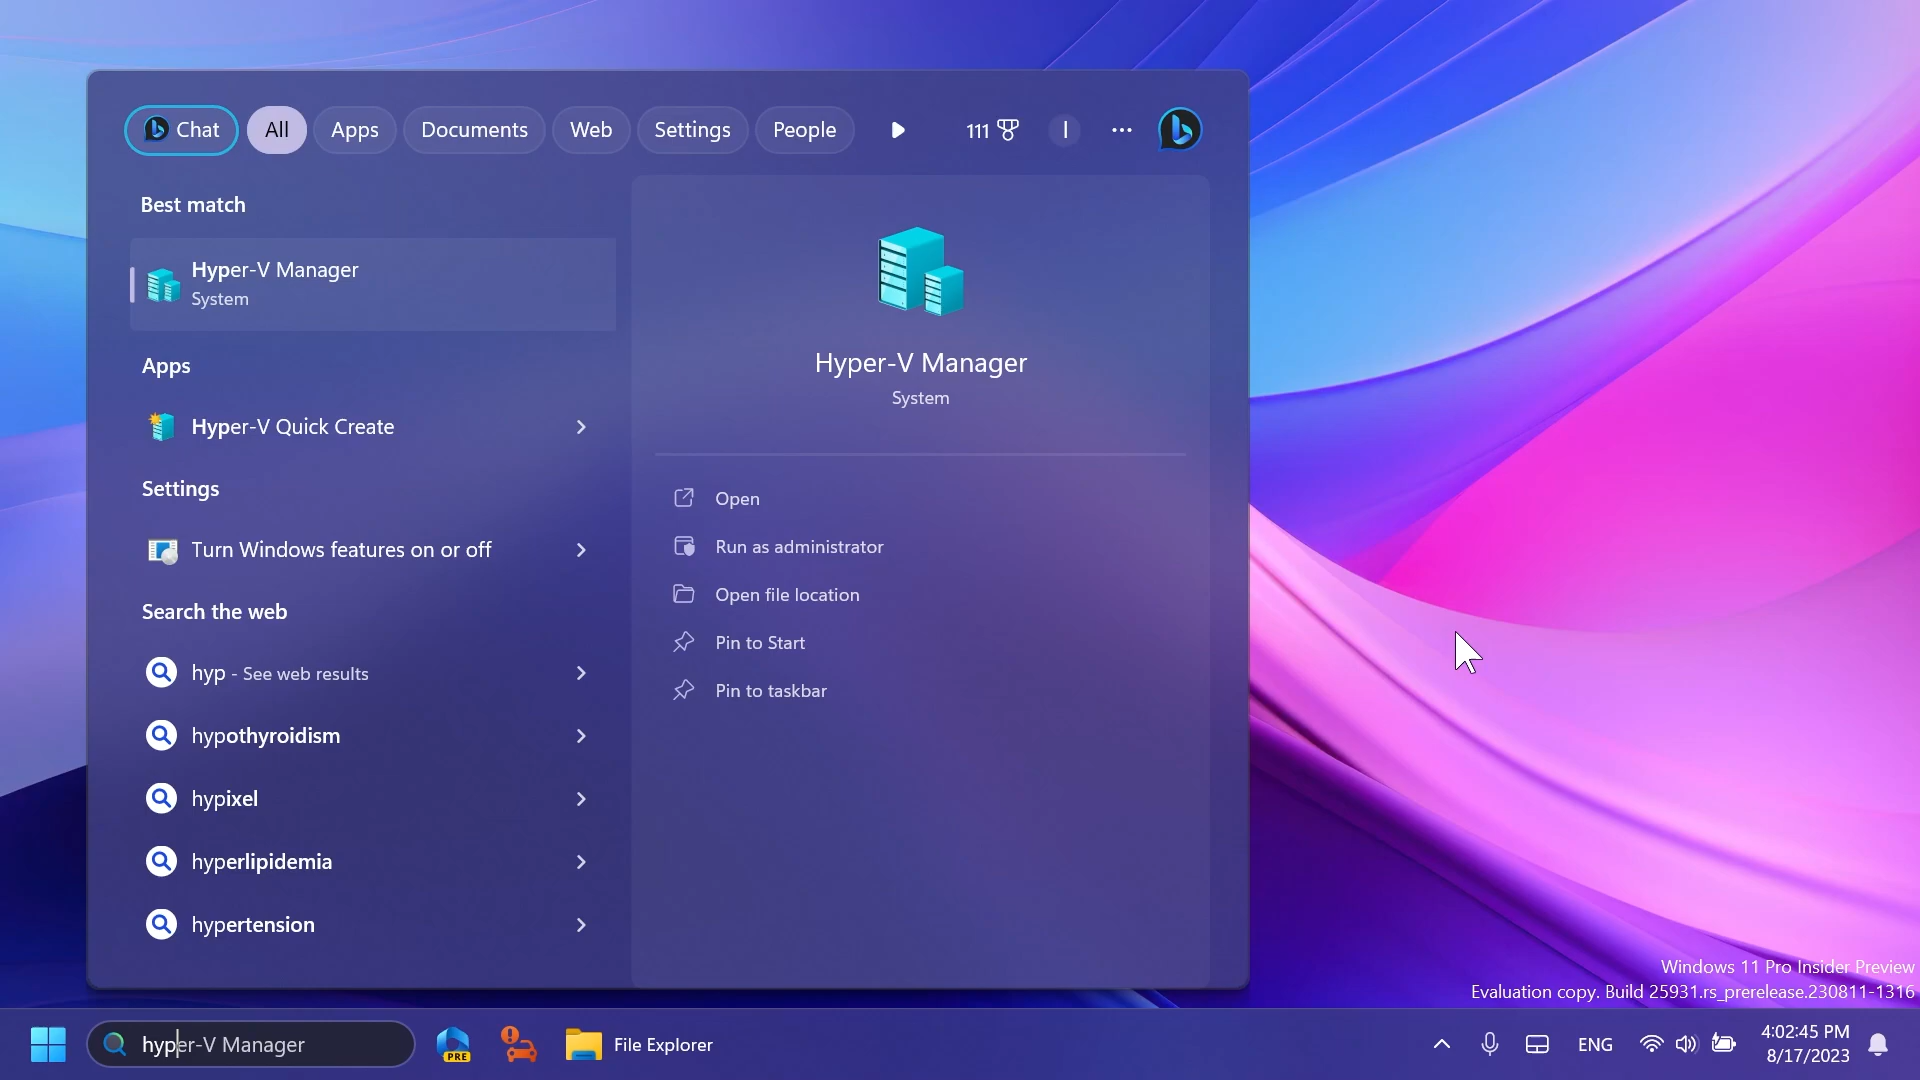 Chat All Apps Documents Web Settings People 111 I
Best match
Hyper-V Manager
System
Apps
Hyper-V Quick Create
Settings
Turn Windows features on or off
Search the web
hyp - See web results
hypothyroidism
hypixel
hyperlipidemia
hypertension
Hyper-V Manager
System
Open
Run as administrator
Open file location
Pin to Start
Pin to taskbar
Windows 11 Pro Insider Preview
Evaluation copy. Build 25931.rs_prerelease.230811-1316
hyper-V Manager
PRE
File Explorer
ENG
4:02:45 PM
8/17/2023